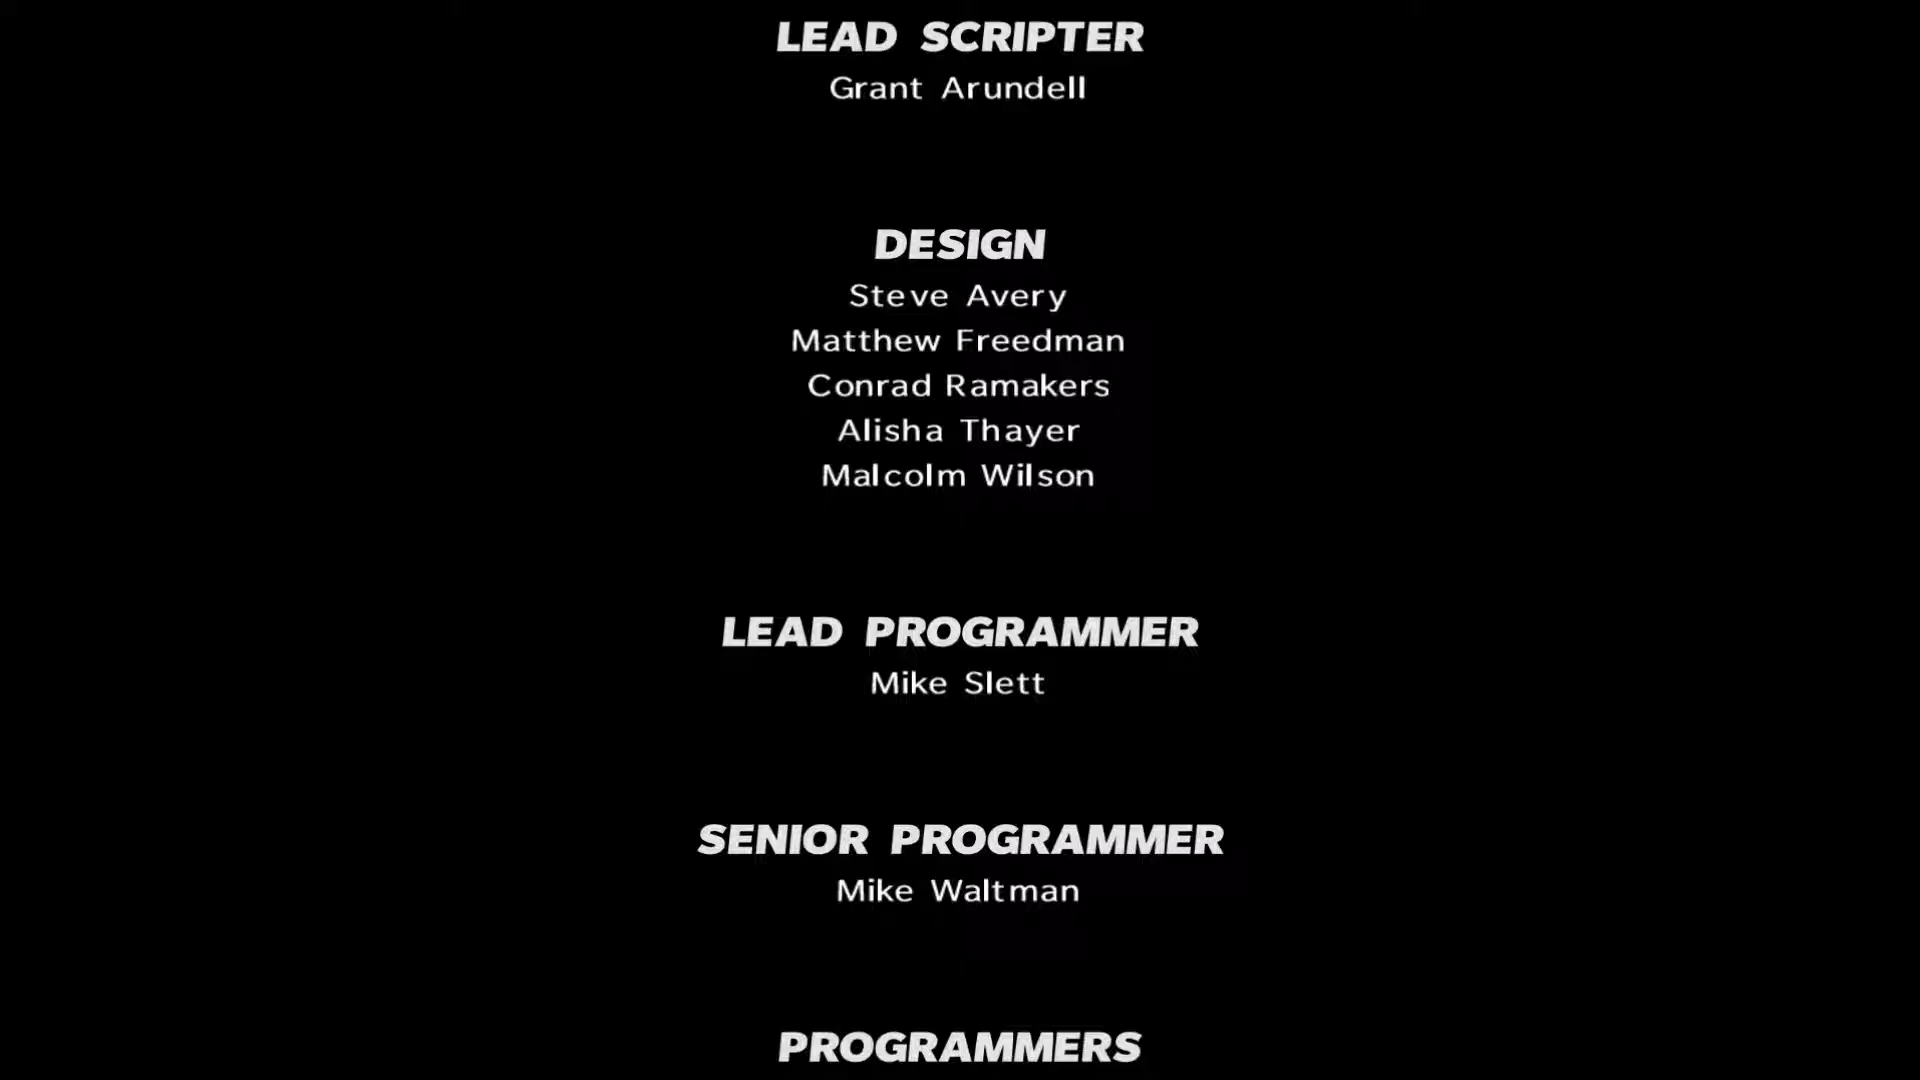 LEAD SCRIPTER
Grant Arundell
DESIGN
Steve Avery
Matthew Freedman
Conrad Ramakers
Alisha Thayer
Malcolm Wilson
LEAD PROGRAMMER
Mike Slett
SENIOR PROGRAMMER
Mike Waltman
PROGRAMMERS